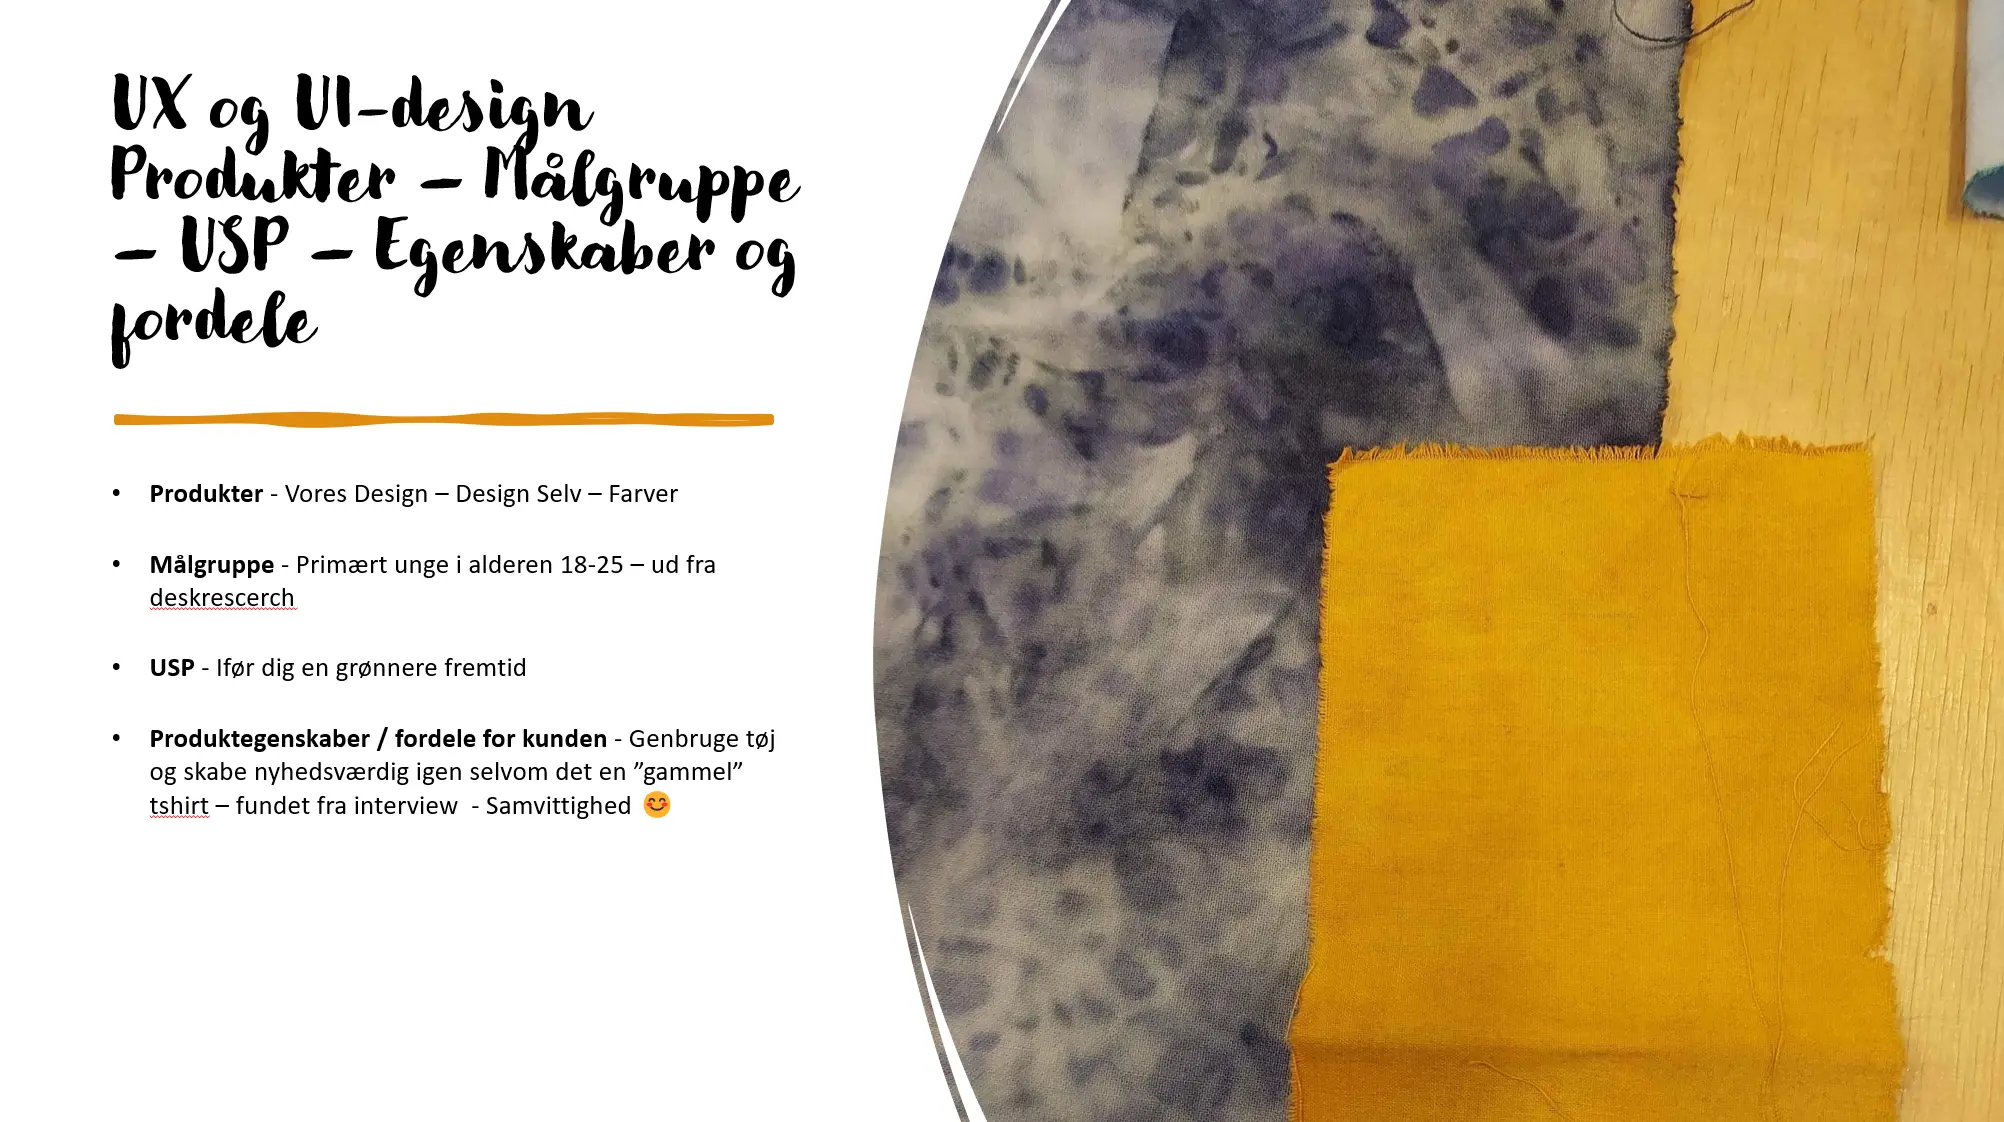 UX og UI-design
Produkter – Målgruppe
– USP – Egenskaber og
fordele
• Produkter - Vores Design – Design Selv – Farver
• Målgruppe - Primært unge i alderen 18-25 – ud fra
deskrescerch
• USP - Ifør dig en grønnere fremtid
• Produktegenskaber / fordele for kunden - Genbruge tøj
og skabe nyhedsværdig igen selvom det en ”gammel”
tshirt – fundet fra interview  - Samvittighed 😊